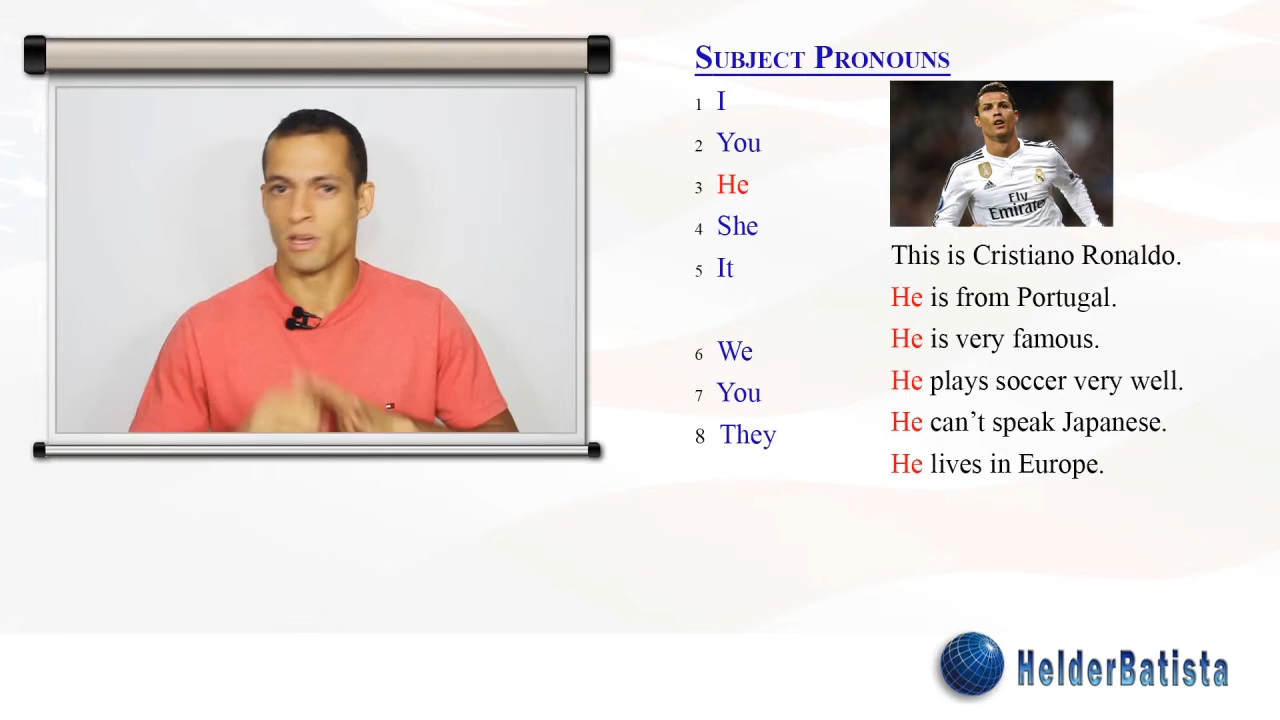 SUBJECT PRONOUNS
1 I
2 You
3 He
4 She
5 It
6 We
7 You
8 They
Fly
Emirates
This is Cristiano Ronaldo.
He is from Portugal.
He is very famous.
He plays soccer very well.
He can’t speak Japanese.
He lives in Europe.
HelderBatista